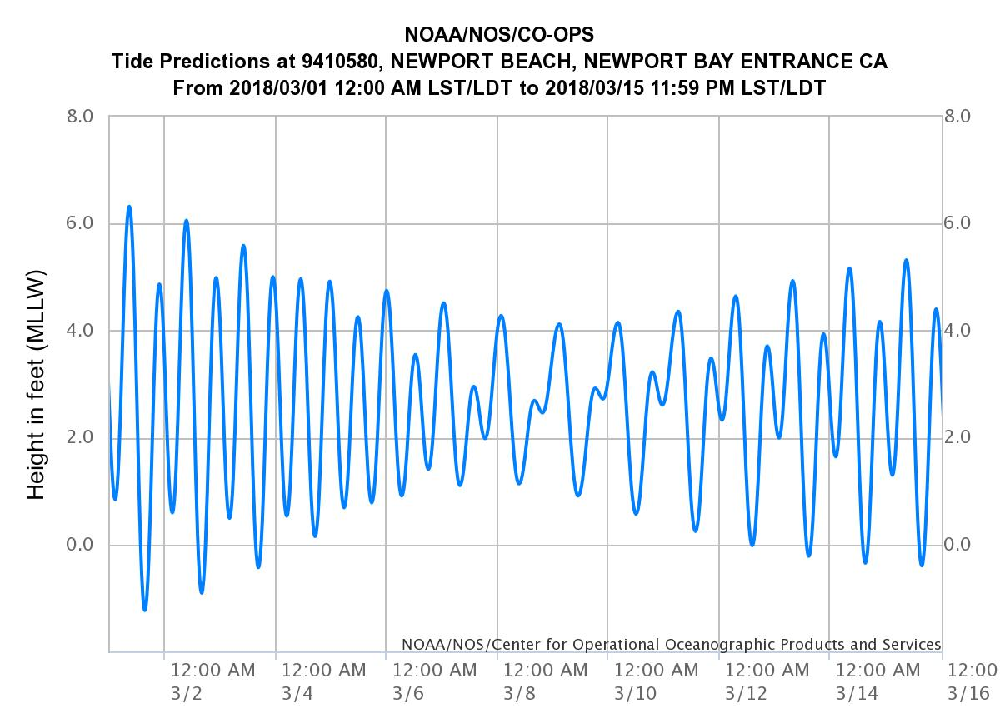 NOAA/NOS/CO-OPS
Tide Predictions at 9410580, NEWPORT BEACH, NEWPORT BAY ENTRANCE CA
From 2018/03/01 12:00 AM LST/LDT to 2018/03/15 11:59 PM LST/LDT
8.0 8.0
6.0 6.0
Height in feet (MLLW)
4.0 4.0
2.0 2.0
0.0 0.0
NOAA/NOS/Center for Operational Oceanographic Products and Services
12:00 AM 12:00 AM 12:00 AM 12:00 AM 12:00 AM 12:00 AM 12:00 AM 12:00
3/2 3/4 3/6 3/8 3/10 3/12 3/14 3/16